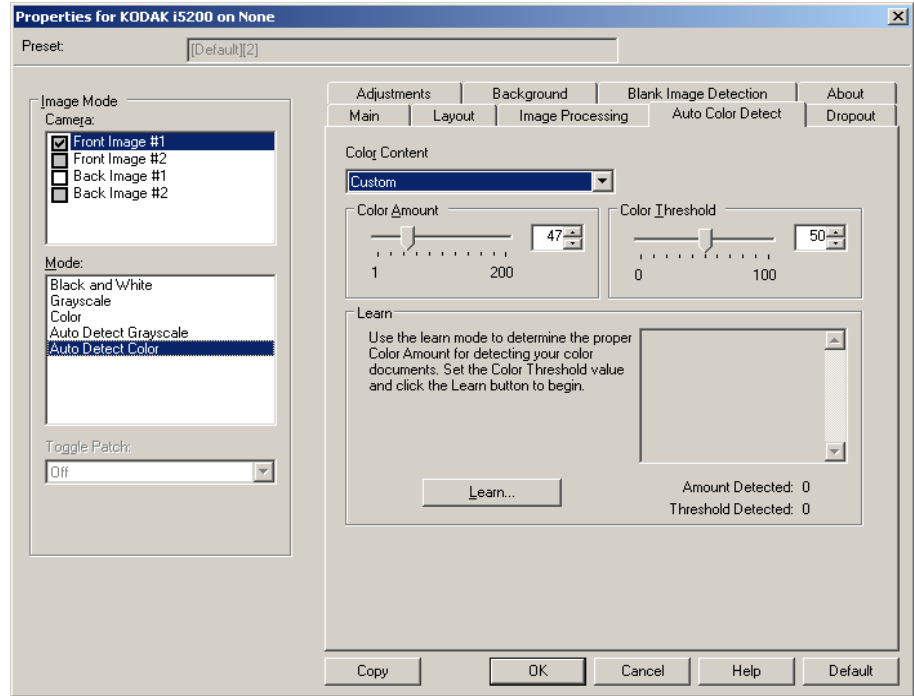 Properties for KODAK i5200 on None
Preset:
[Default][2]
Image Mode
Camera:
Front Image #1
Front Image #2
Back Image #1
Back Image #2
Mode:
Black and White
Grayscale
Color
Auto Detect Grayscale
Auto Detect Color
Toggle Patch:
Off
Adjustments Background Blank Image Detection About
Main Layout Image Processing Auto Color Detect Dropout
Color Content
Custom
Color Amount
47
1 200
Color Threshold
50
0 100
Learn
Use the learn mode to determine the proper
Color Amount for detecting your color
documents. Set the Color Threshold value
and click the Learn button to begin.
Learn...
Amount Detected: 0
Threshold Detected: 0
Copy OK Cancel Help Default